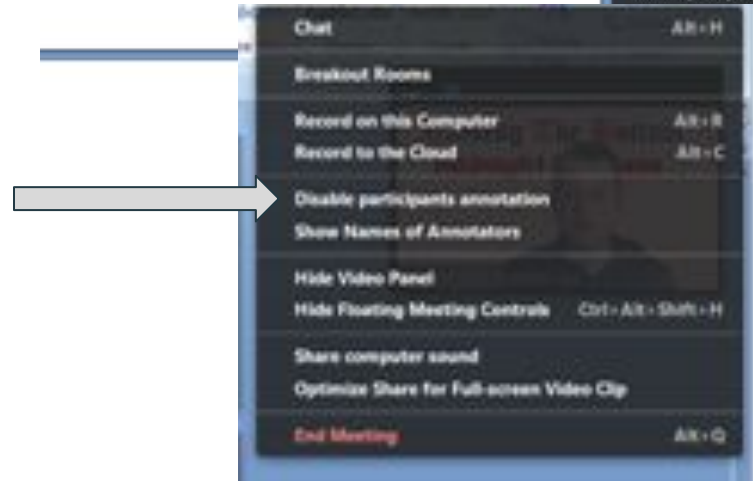 Chat Alt+H
Breakout Rooms
Record on this Computer Alt+R
Record to the Cloud Alt+C
Disable participants annotation
Show Names of Annotators
Hide Video Panel
Hide Floating Meeting Controls Ctrl+Alt+Shift+H
Share computer sound
Optimize Share for Full-screen Video Clip
End Meeting Alt+Q